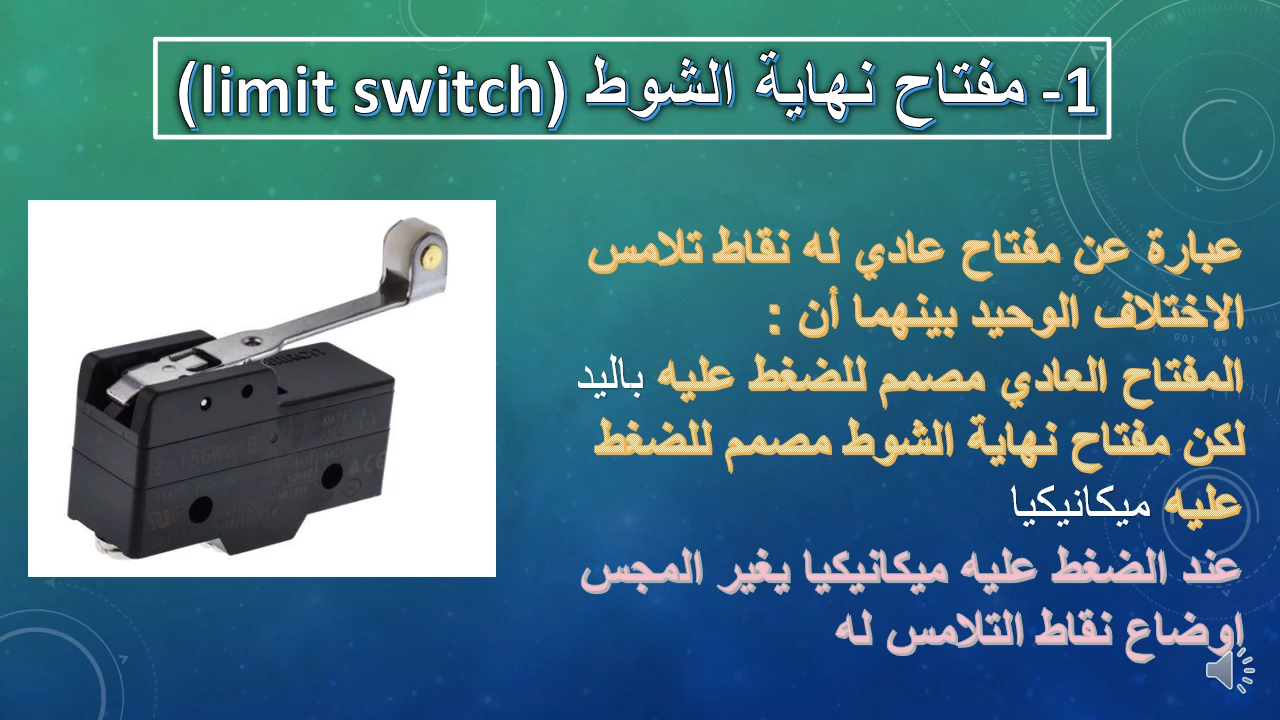 1- مفتاح نهاية الشوط (limit switch)
عبارة عن مفتاح عادي له نقاط تلامس
الاختلاف الوحيد بينهما أن :
المفتاح العادي مصمم للضغط عليه باليد
لكن مفتاح نهاية الشوط مصمم للضغط
عليه ميكانيكيا
عند الضغط عليه ميكانيكيا يغير المجس
اوضاع نقاط التلامس له